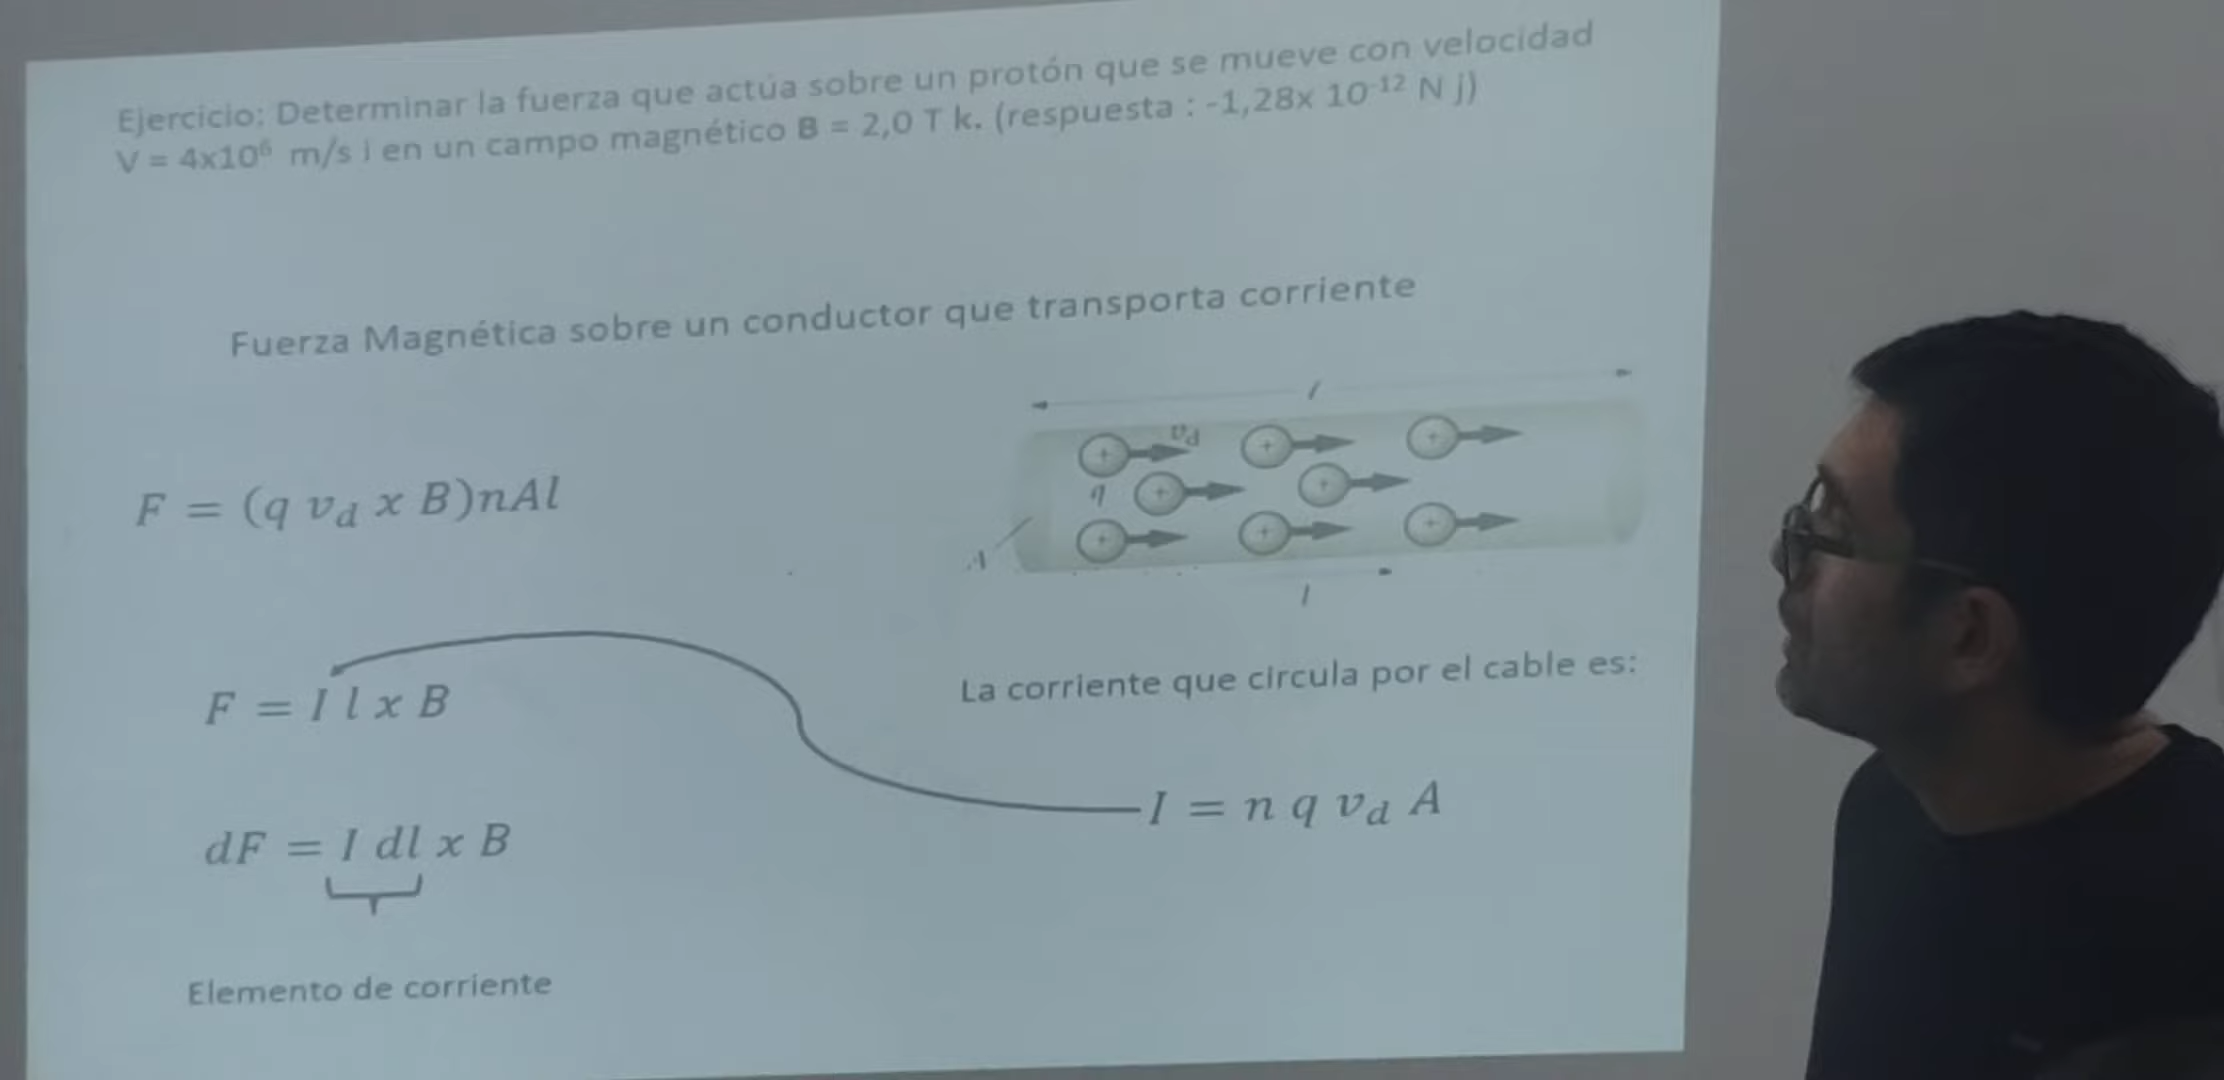 Ejercicio: Determinar la fuerza que actúa sobre un protón que se mueve con velocidad
V = 4x10⁶ m/s i en un campo magnético B = 2,0 T k. (respuesta : -1,28x 10⁻¹² N j)
Fuerza Magnética sobre un conductor que transporta corriente
l
v_d
F = (q v_d x B)nAl
q
A
l
La corriente que circula por el cable es:
F = I l x B
I = n q v_d A
dF = I dl x B
Elemento de corriente